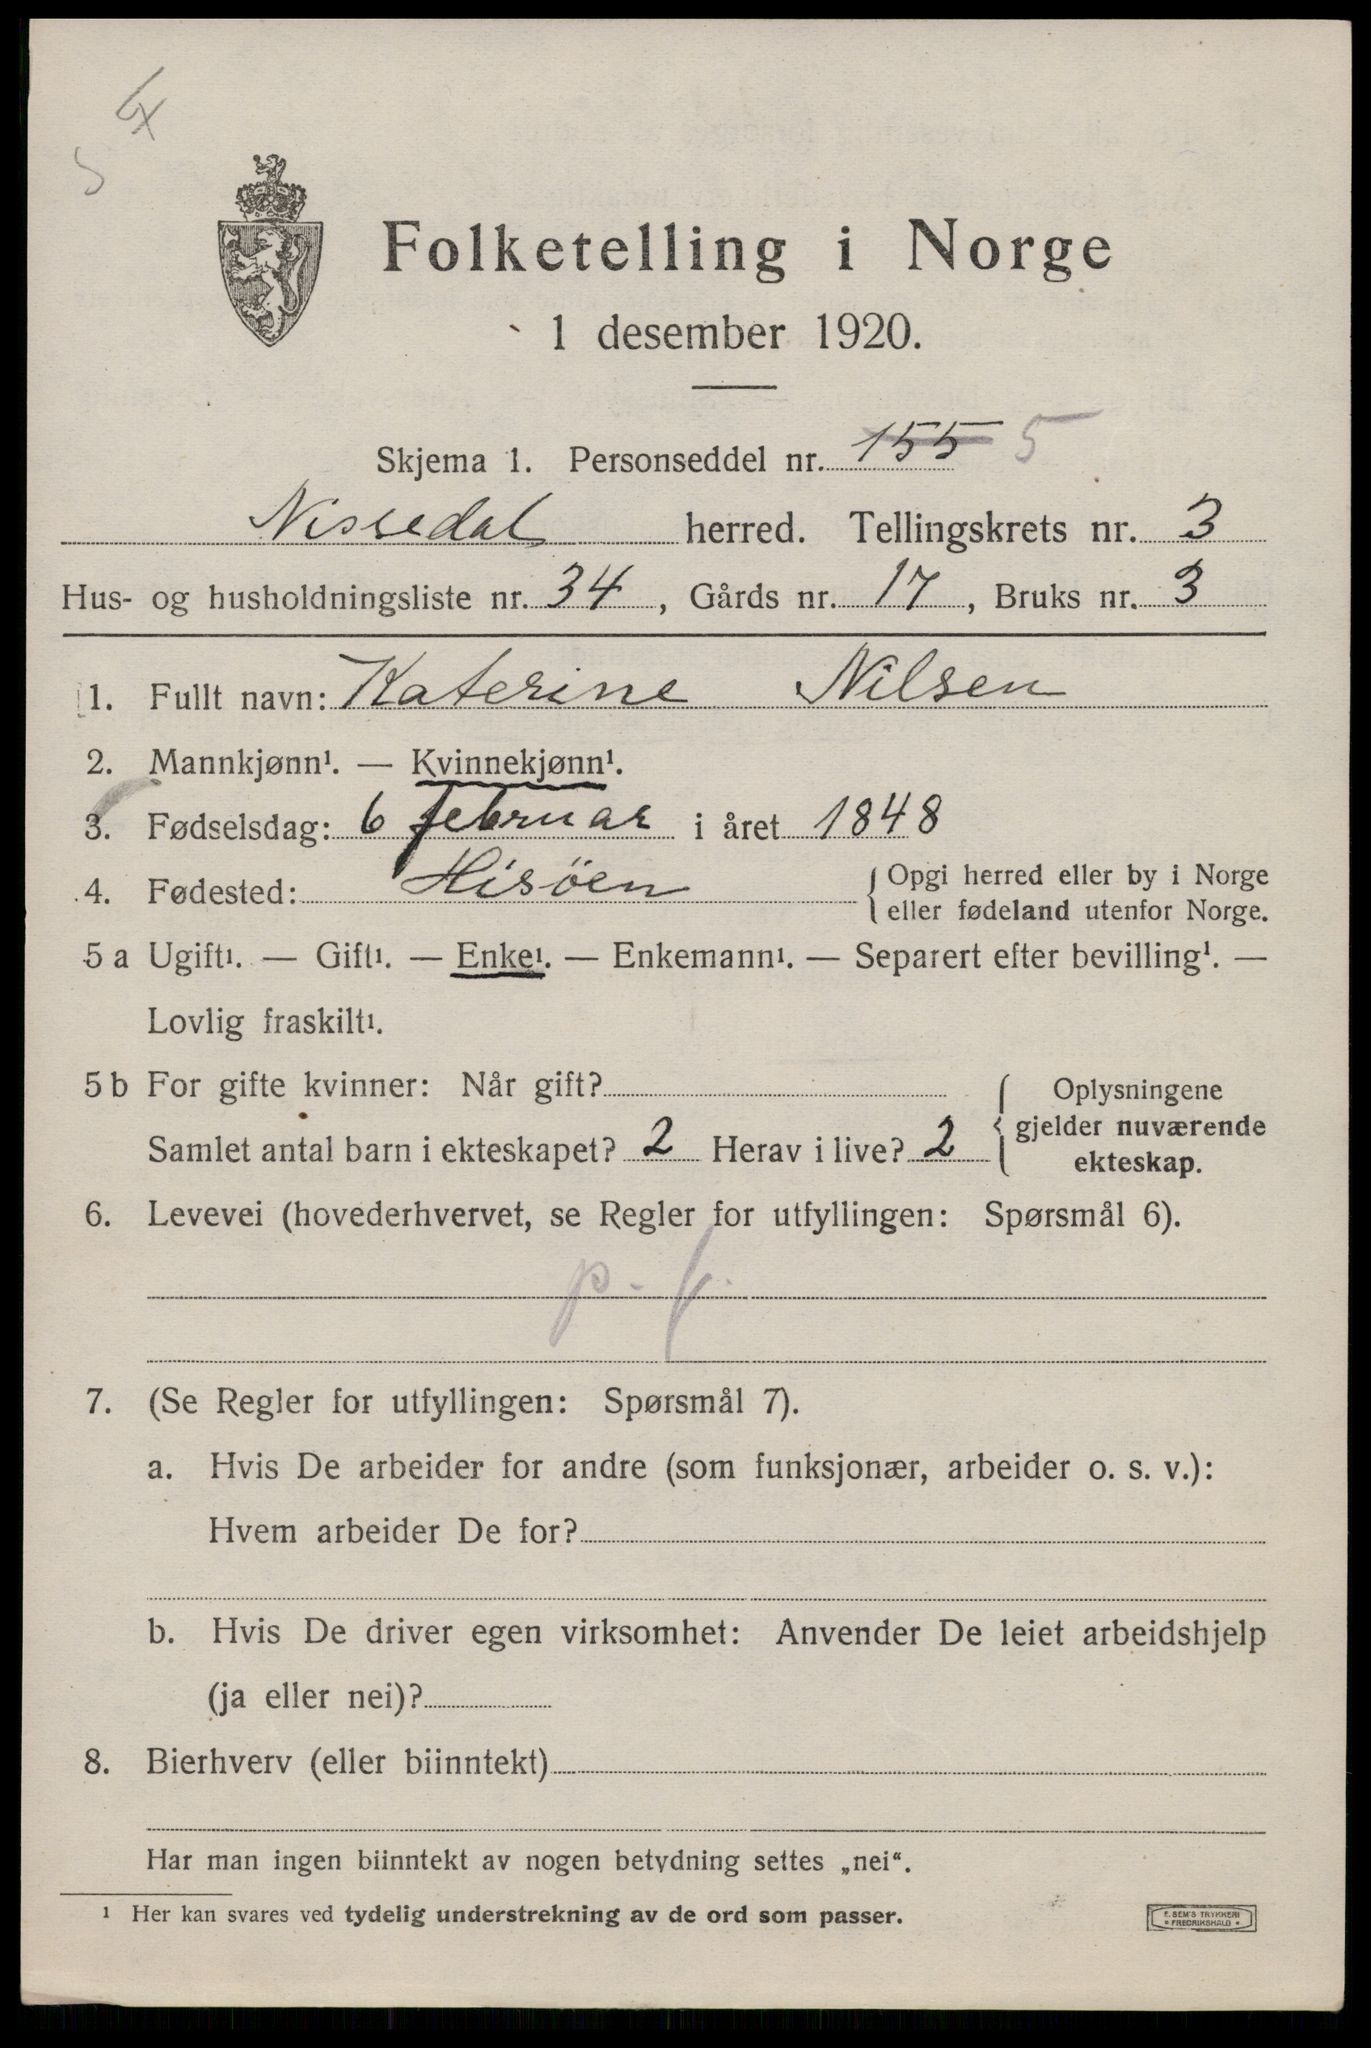 Folketelling i Norge
1 desember 1920.
Skjema 1. Personseddel nr. 155 5
Nissedal herred. Tellingskrets nr. 3
Hus- og husholdningsliste nr. 34, Gårds nr. 17, Bruks nr. 3
1. Fullt navn: Katerine Nilsen
2. Mannkjønn¹. — Kvinnekjønn¹.
3. Fødselsdag: 6 februar i året 1848
4. Fødested: Hisöen { Opgi herred eller by i Norge
eller fødeland utenfor Norge.
5 a Ugift¹. — Gift¹. — Enke¹. — Enkemann¹. — Separert efter bevilling¹. —
Lovlig fraskilt¹.
5 b For gifte kvinner: Når gift?
Samlet antal barn i ekteskapet? 2 Herav i live? 2
{ Oplysningene
gjelder nuværende
ekteskap.
6. Levevei (hovederhvervet, se Regler for utfyllingen: Spørsmål 6).
p. f.
7. (Se Regler for utfyllingen: Spørsmål 7).
a. Hvis De arbeider for andre (som funksjonær, arbeider o. s. v.):
Hvem arbeider De for?
b. Hvis De driver egen virksomhet: Anvender De leiet arbeidshjelp
(ja eller nei)?
8. Bierhverv (eller biinntekt)
Har man ingen biinntekt av nogen betydning settes „nei“.
¹ Her kan svares ved tydelig understrekning av de ord som passer.
E. SEM'S TRYKKERI
* FREDRIKSHALD *